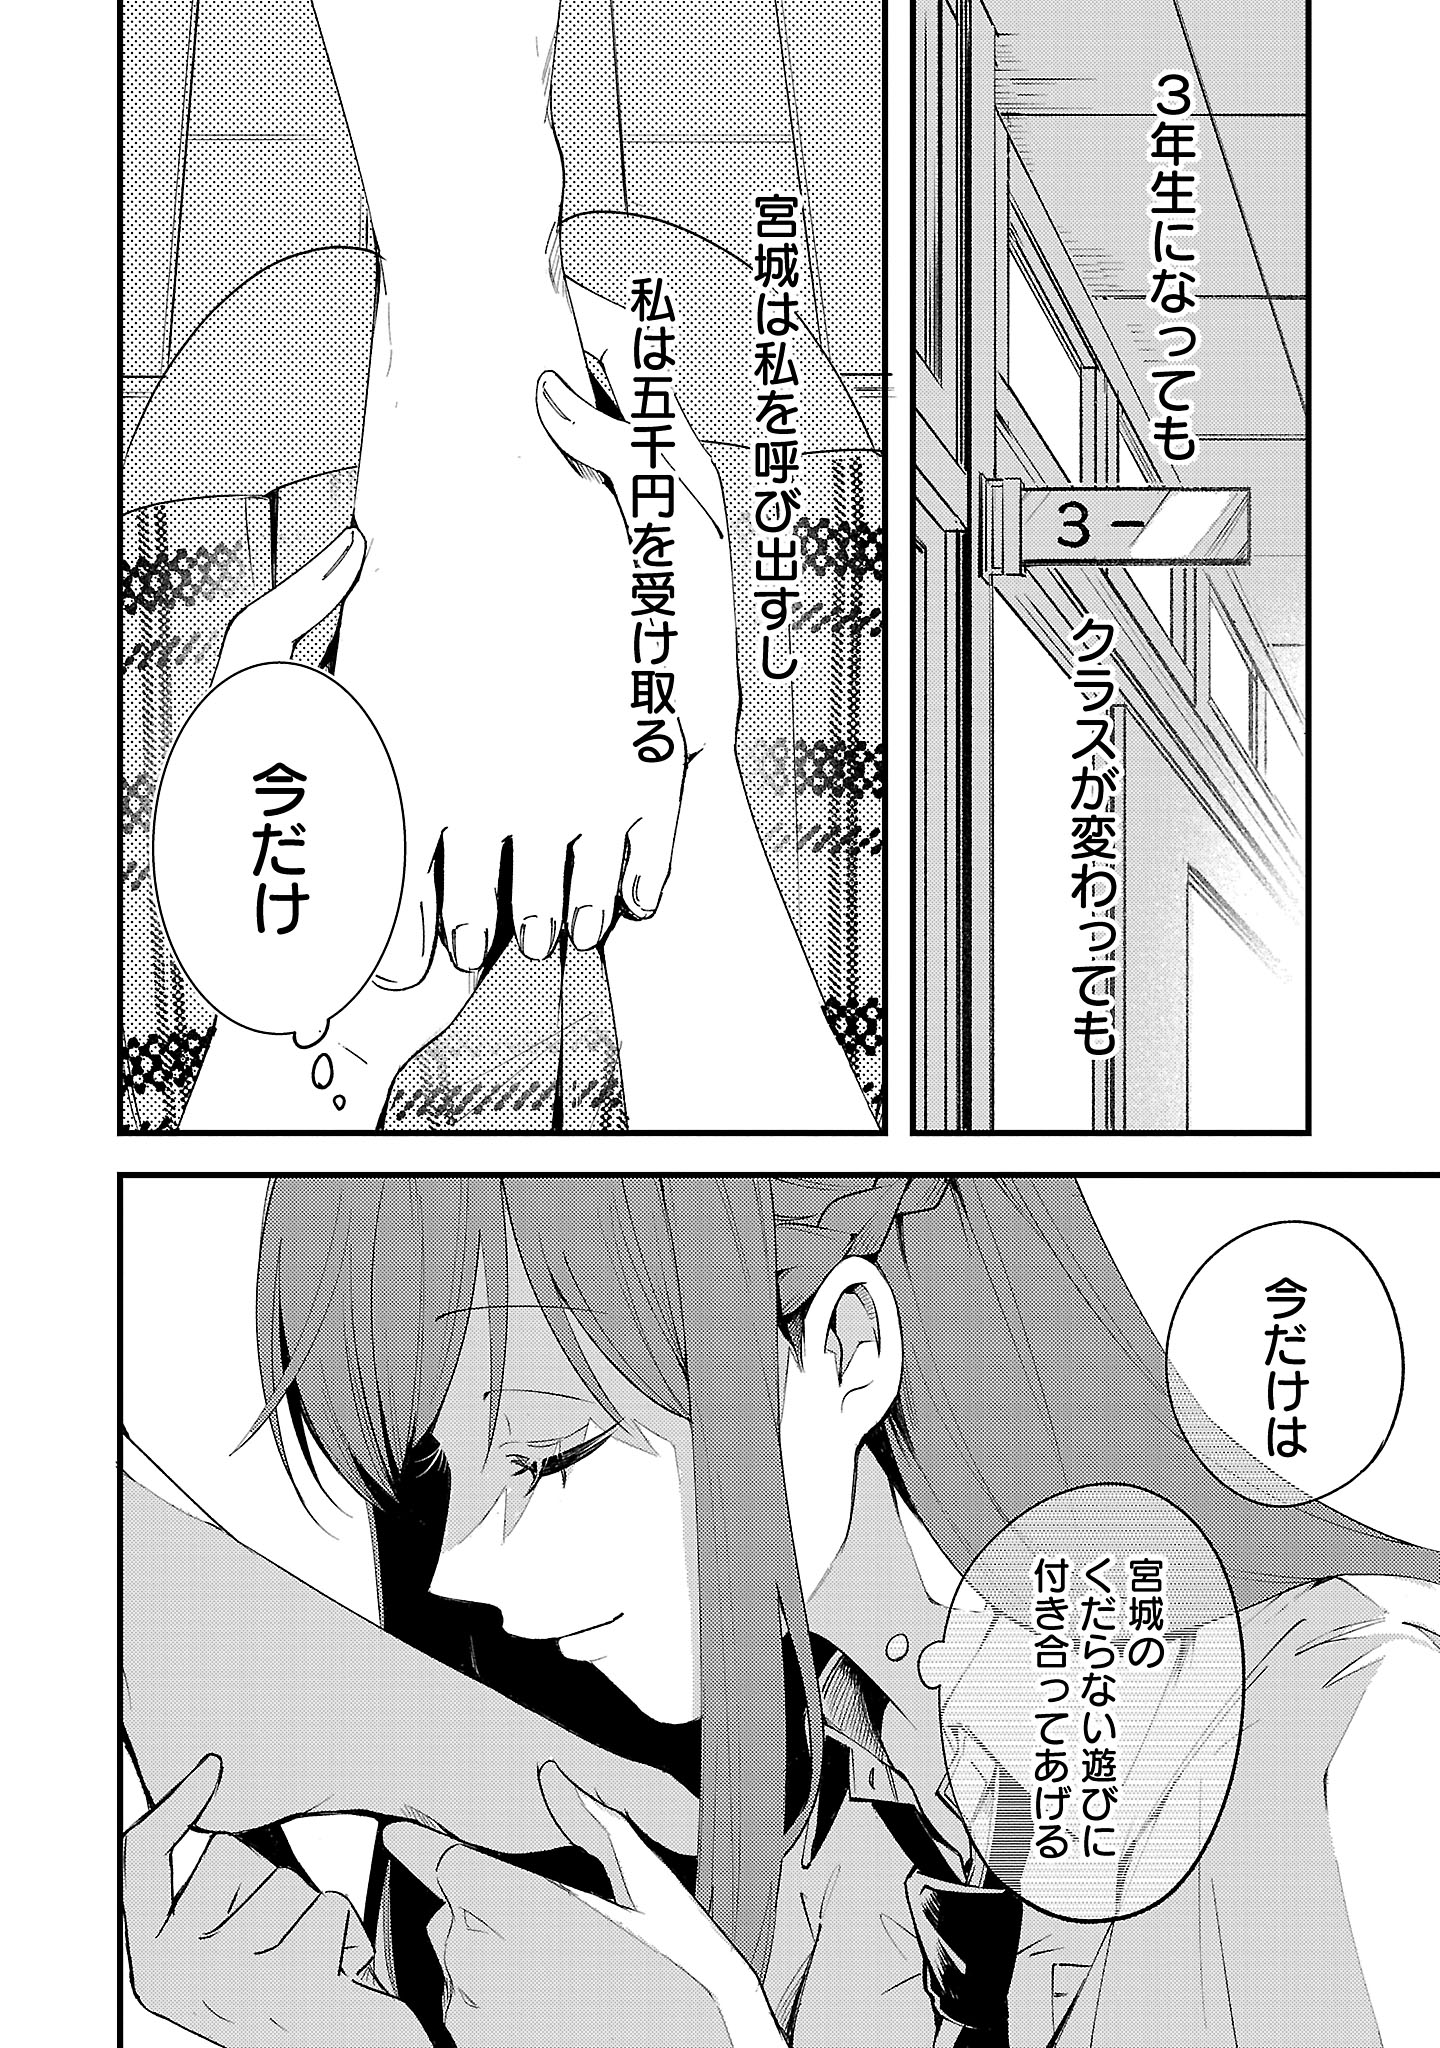 ３年生になっても
3－
クラスが変わっても
宮城は私を呼び出すし
私は五千円を受け取る
今だけ
今だけは
宮城の
くだらない遊びに
付き合ってあげる